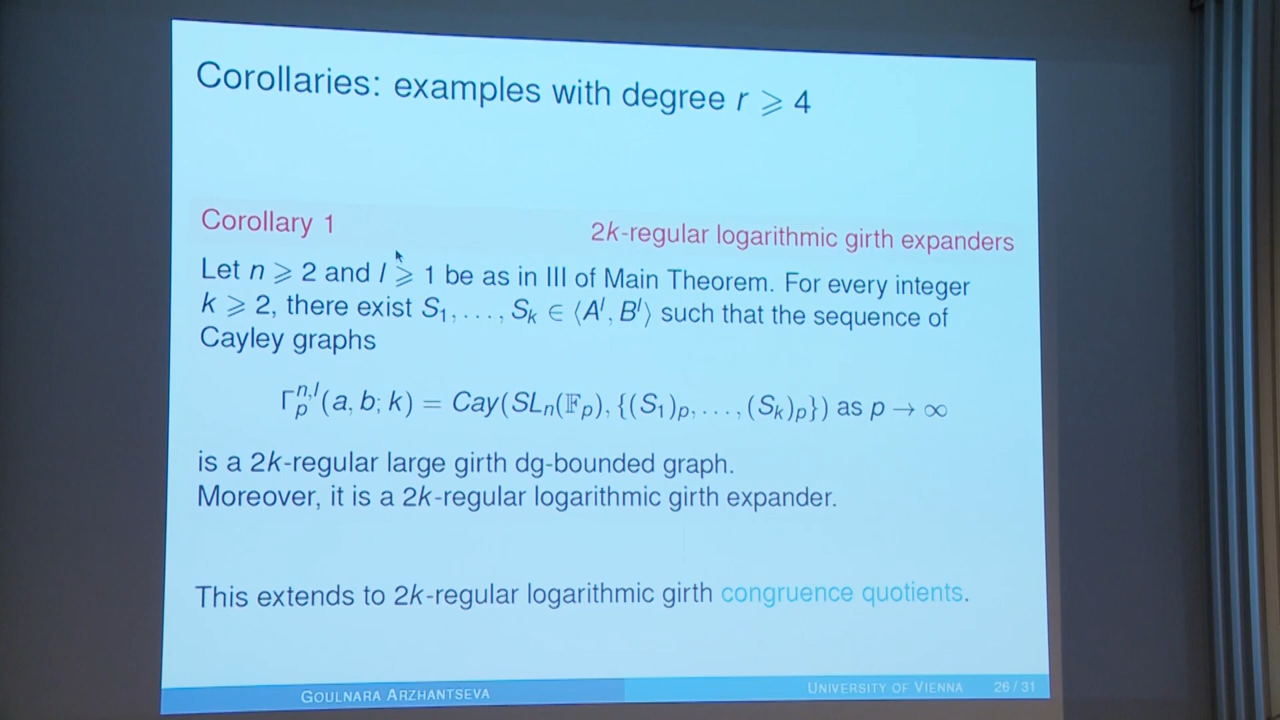 Corollaries: examples with degree r ⩾ 4
Corollary 1
2k-regular logarithmic girth expanders
Let n ⩾ 2 and l ⩾ 1 be as in III of Main Theorem. For every integer
k ⩾ 2, there exist S₁, . . . , Sₖ ∈ ⟨Aˡ, Bˡ⟩ such that the sequence of
Cayley graphs
Γₚⁿ,ˡ(a, b; k) = Cay(SLₙ(𝔽ₚ), {(S₁)ₚ, . . . , (Sₖ)ₚ}) as p → ∞
is a 2k-regular large girth dg-bounded graph.
Moreover, it is a 2k-regular logarithmic girth expander.
This extends to 2k-regular logarithmic girth congruence quotients.
GOULNARA ARZHANTSEVA
UNIVERSITY OF VIENNA
26 / 31